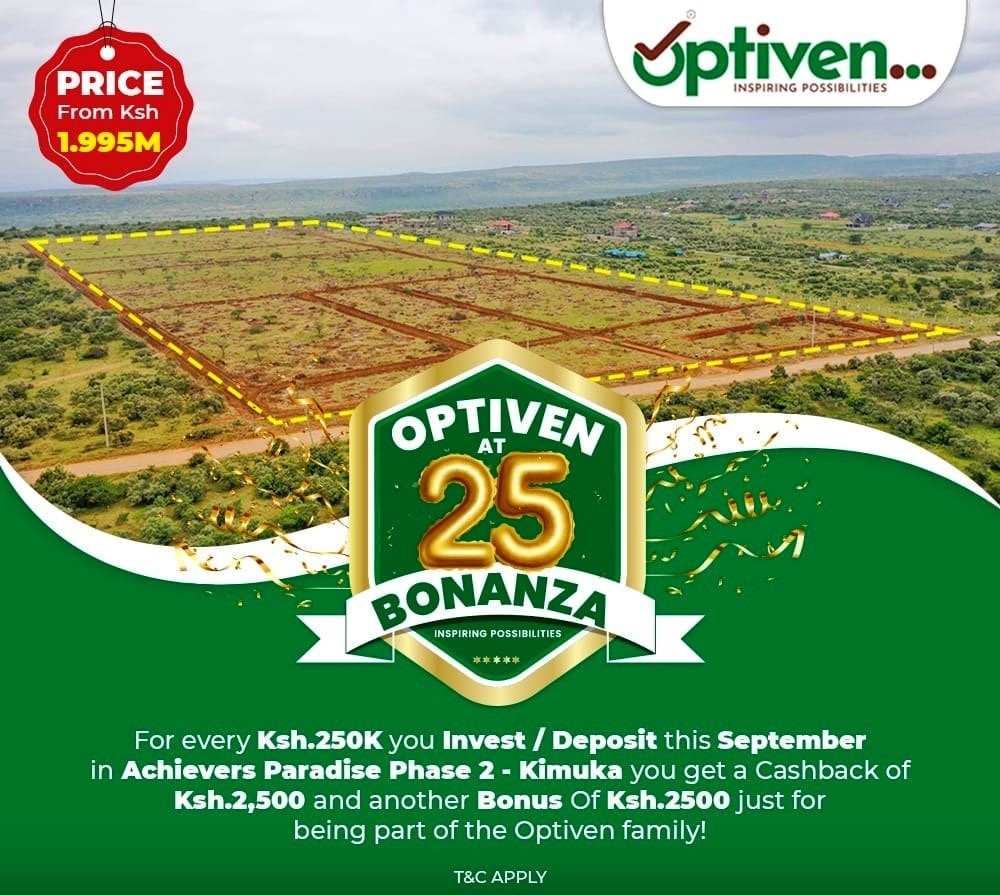 PRICE
From Ksh
1.995M
Optiven...
INSPIRING POSSIBILITIES
OPTIVEN
AT
25
BONANZA
INSPIRING POSSIBILITIES
For every Ksh.250K you Invest / Deposit this September
in Achievers Paradise Phase 2 - Kimuka you get a Cashback of
Ksh.2,500 and another Bonus Of Ksh.2500 just for
being part of the Optiven family!
T&C APPLY